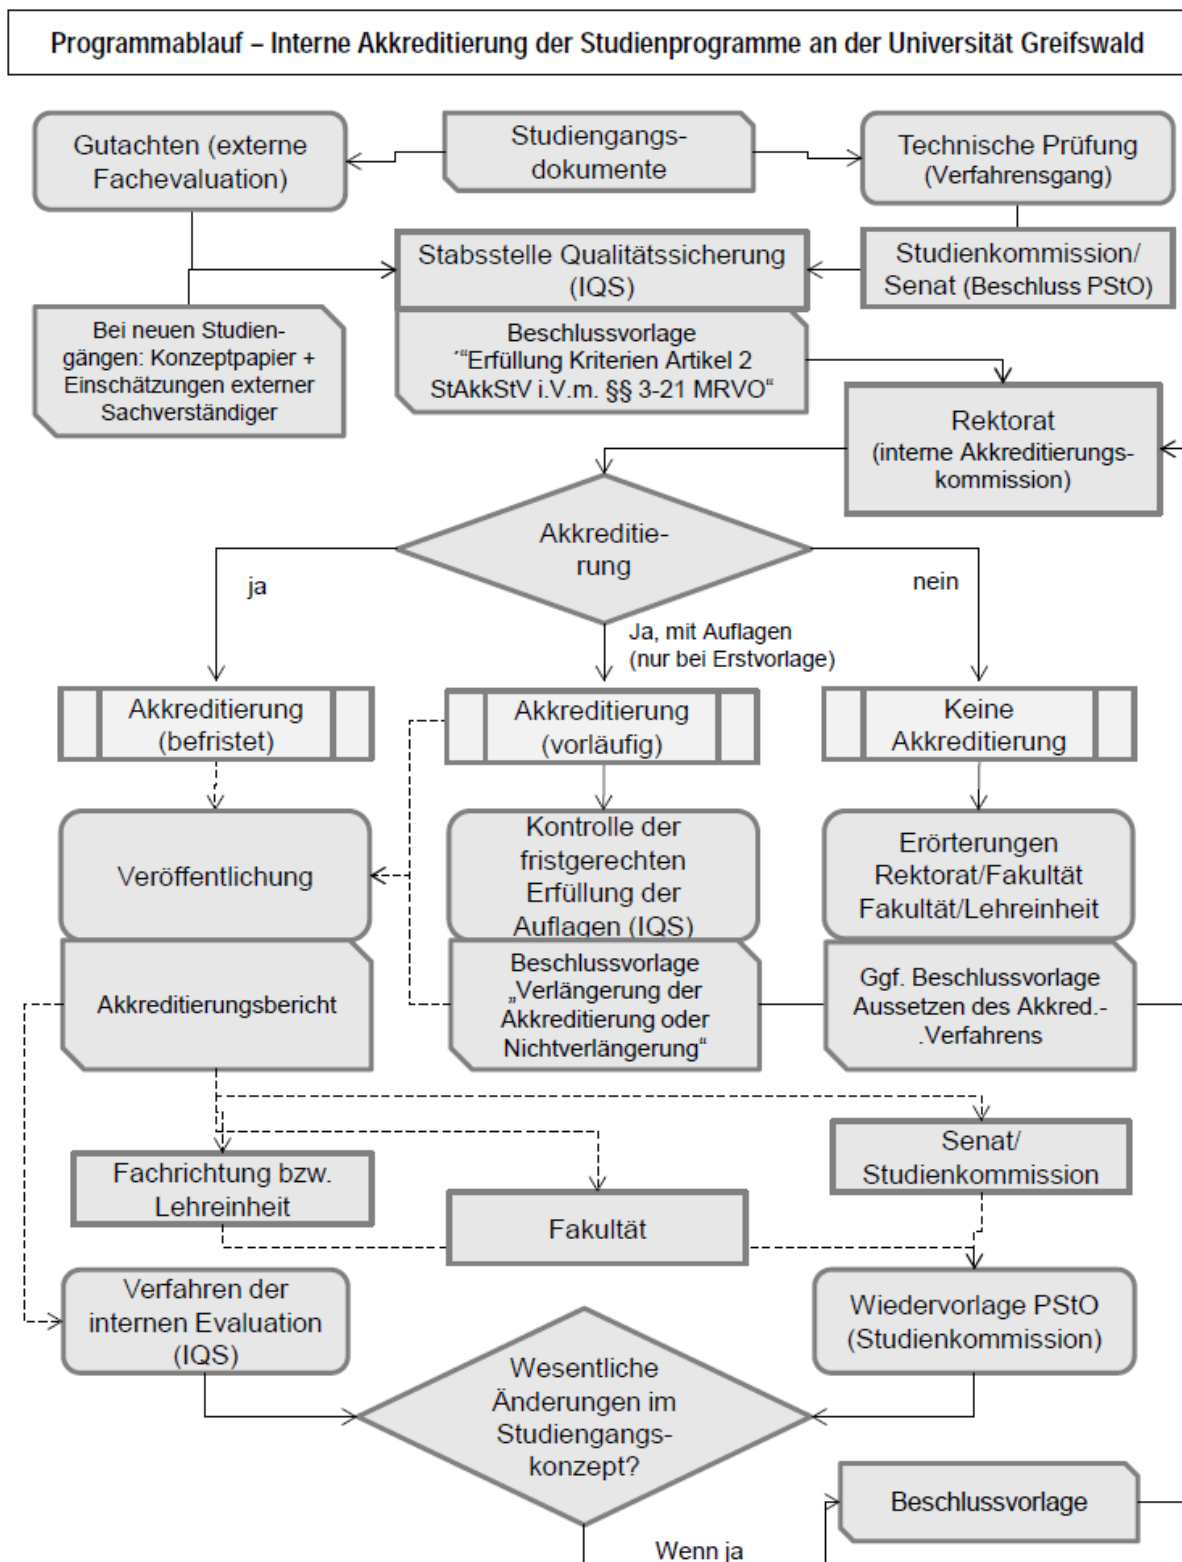 Programmablauf – Interne Akkreditierung der Studienprogramme an der Universität Greifswald
Gutachten (externe
Fachevaluation)
Studiengangs-
dokumente
Technische Prüfung
(Verfahrensgang)
Stabsstelle Qualitätssicherung
(IQS)
Studienkommission/
Senat (Beschluss PStO)
Bei neuen Studien-
gängen: Konzeptpapier +
Einschätzungen externer
Sachverständiger
Beschlussvorlage
´“Erfüllung Kriterien Artikel 2
StAkkStV i.V.m. §§ 3-21 MRVO“
Rektorat
(interne Akkreditierungs-
kommission)
Akkreditie-
rung
ja
nein
Ja, mit Auflagen
(nur bei Erstvorlage)
Akkreditierung
(befristet)
Akkreditierung
(vorläufig)
Keine
Akkreditierung
Veröffentlichung
Kontrolle der
fristgerechten
Erfüllung der
Auflagen (IQS)
Erörterungen
Rektorat/Fakultät
Fakultät/Lehreinheit
Akkreditierungsbericht
Beschlussvorlage
„Verlängerung der
Akkreditierung oder
Nichtverlängerung“
Ggf. Beschlussvorlage
Aussetzen des Akkred.-
.Verfahrens
Fachrichtung bzw.
Lehreinheit
Fakultät
Senat/
Studienkommission
Verfahren der
internen Evaluation
(IQS)
Wiedervorlage PStO
(Studienkommission)
Wesentliche
Änderungen im
Studiengangs-
konzept?
Beschlussvorlage
Wenn ja